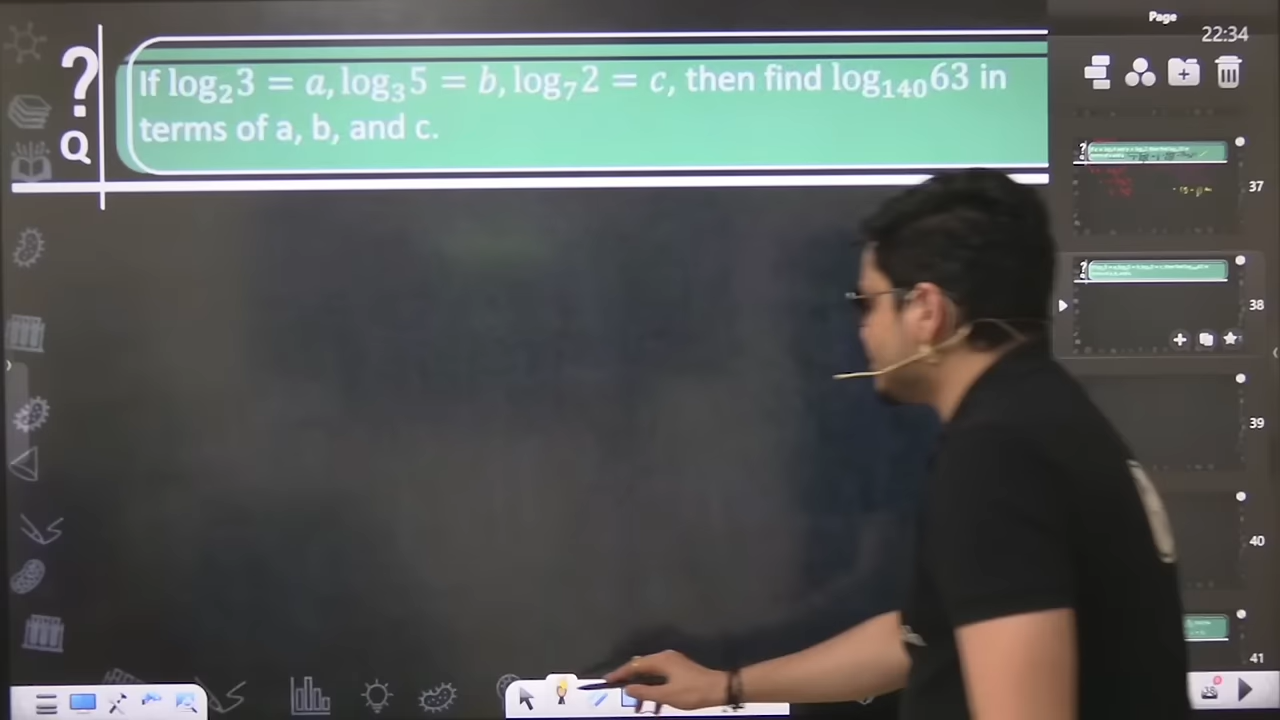 Page
22:34
? If log₂3 = a, log₃5 = b, log₇2 = c, then find log₁₄₀63 in
Q terms of a, b, and c.
37
38
39
40
41